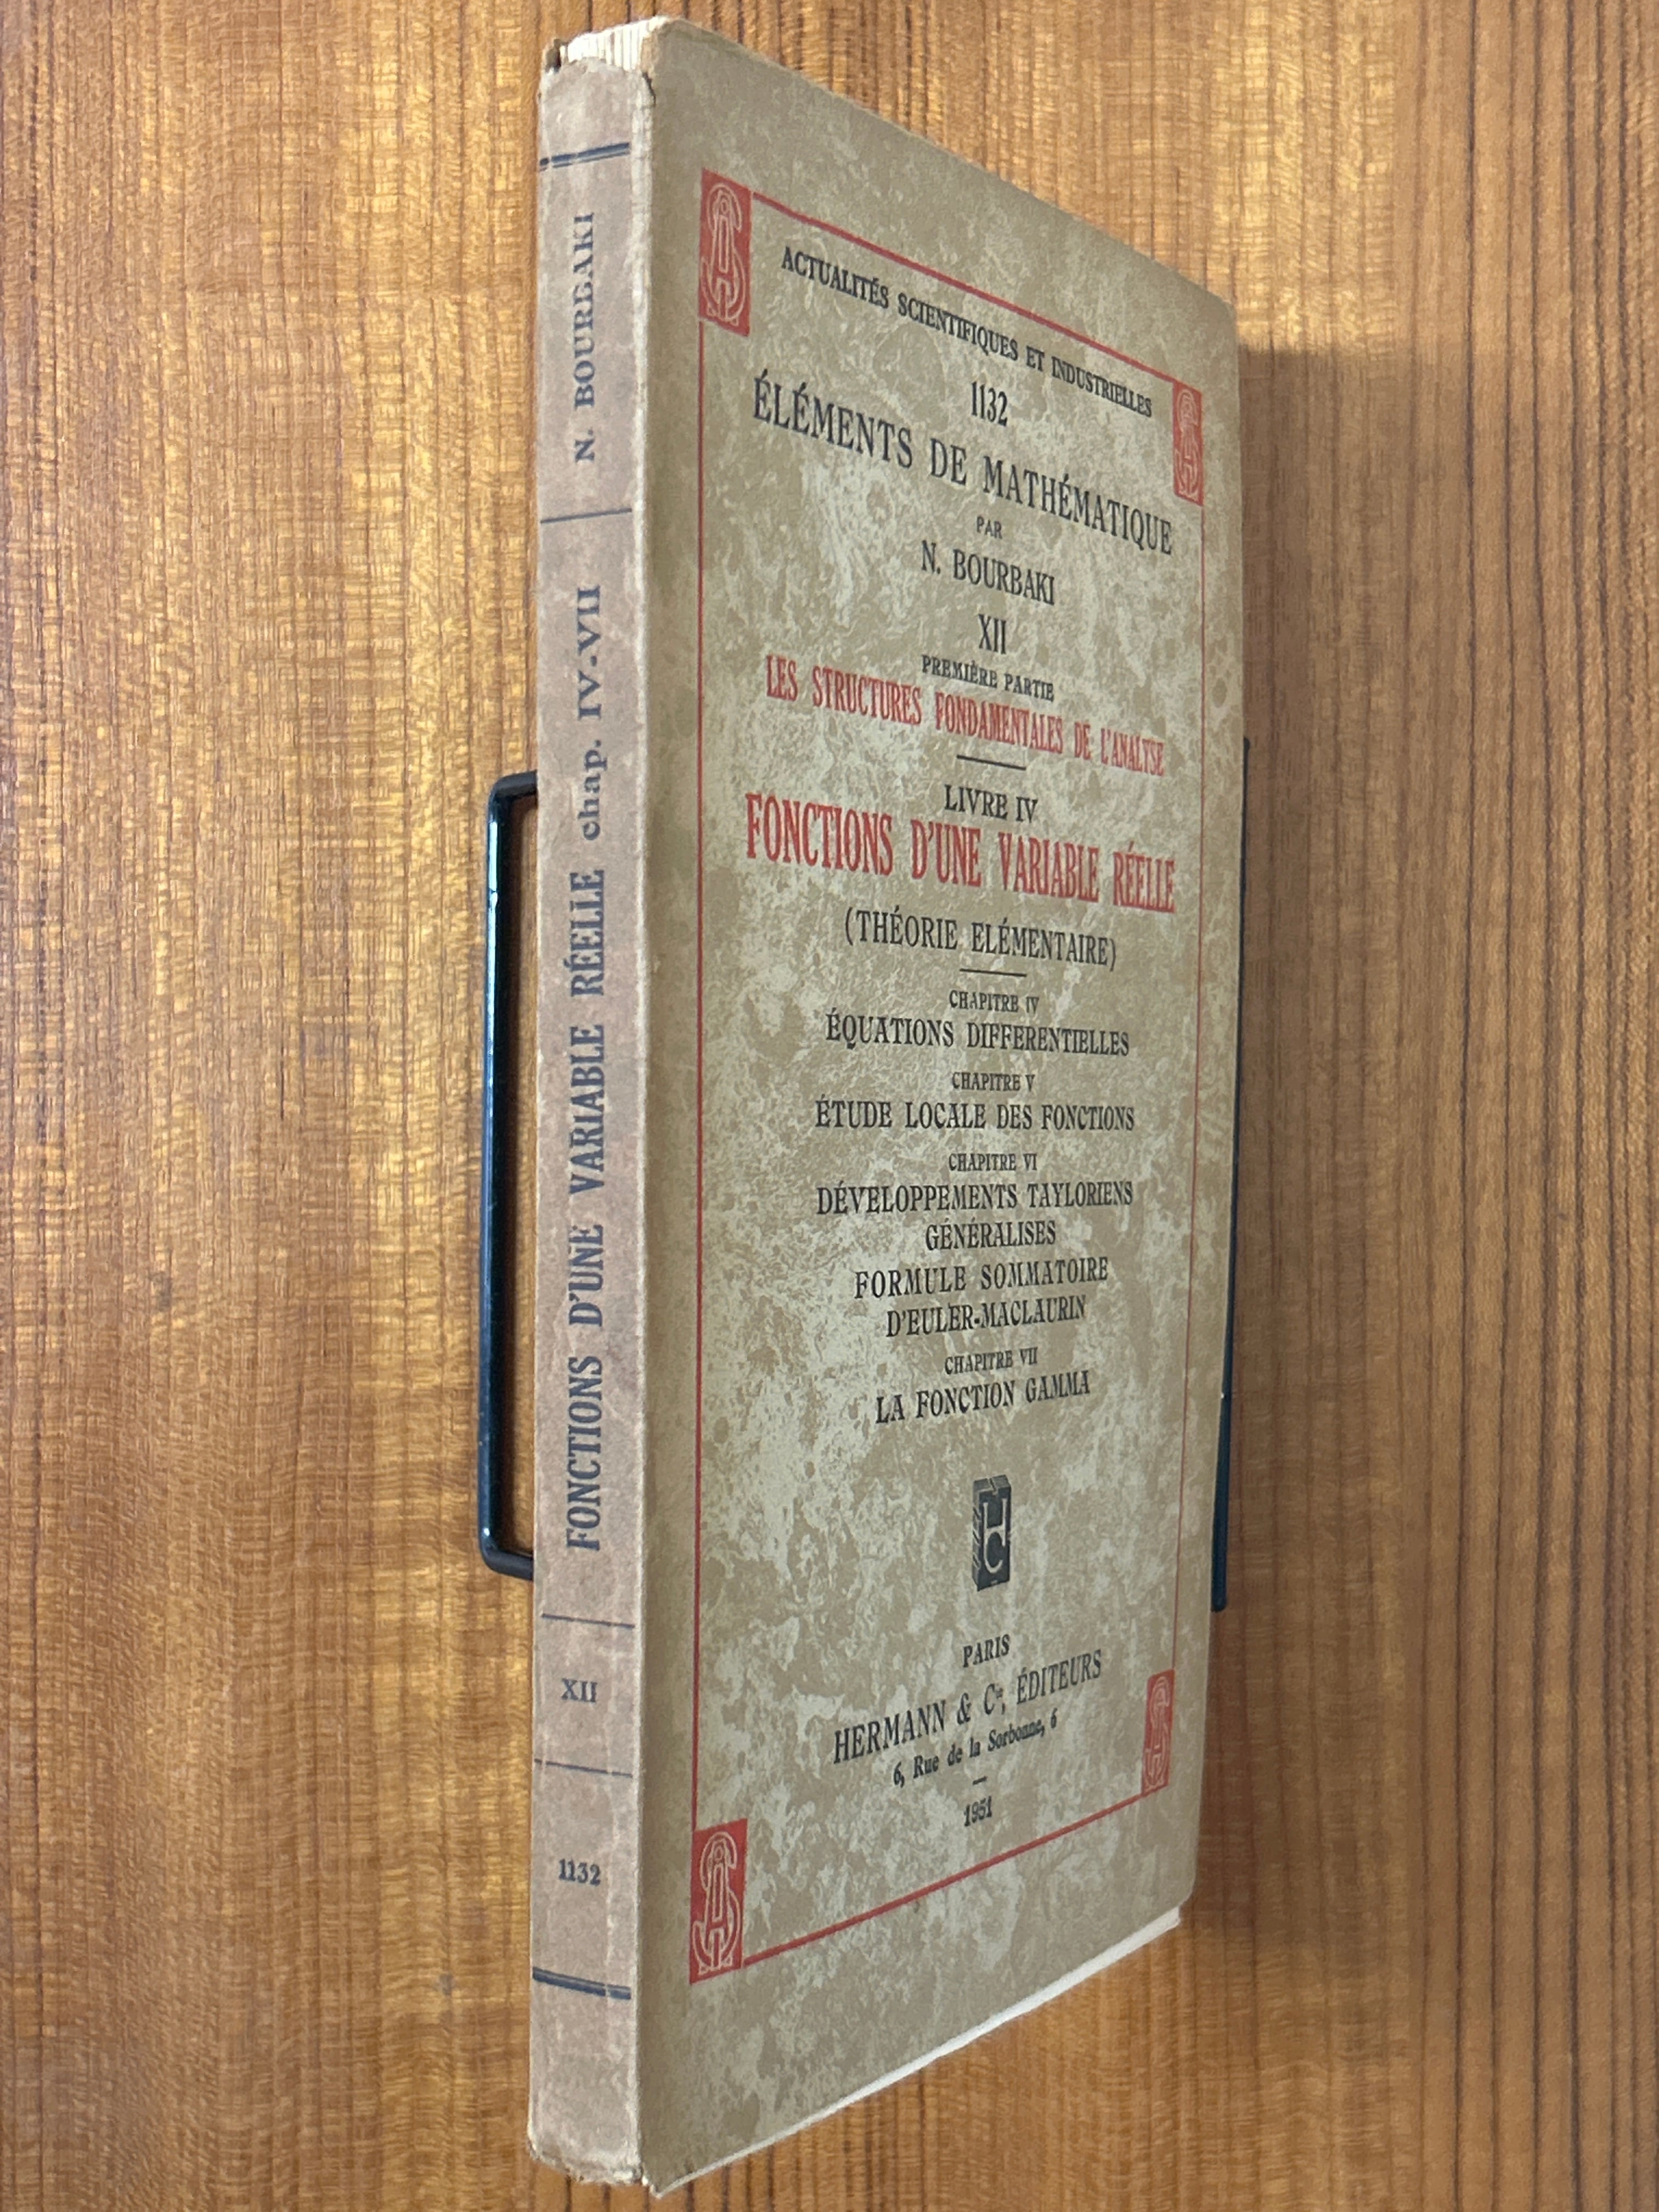 N. BOURBAKI
FONCTIONS D'UNE VARIABLE RÉELLE chap. IV-VII
XII
1132
ACTUALITÉS SCIENTIFIQUES ET INDUSTRIELLES
1132
ÉLÉMENTS DE MATHÉMATIQUE
PAR
N. BOURBAKI
XII
PREMIÈRE PARTIE
LES STRUCTURES FONDAMENTALES DE L'ANALYSE
LIVRE IV
FONCTIONS D'UNE VARIABLE RÉELLE
(THÉORIE ELÉMENTAIRE)
CHAPITRE IV
ÉQUATIONS DIFFERENTIELLES
CHAPITRE V
ÉTUDE LOCALE DES FONCTIONS
CHAPITRE VI
DÉVELOPPEMENTS TAYLORIENS
GÉNÉRALISES
FORMULE SOMMATOIRE
D'EULER-MACLAURIN
CHAPITRE VII
LA FONCTION GAMMA
PARIS
HERMANN & Cie, ÉDITEURS
6, Rue de la Sorbonne, 6
1951